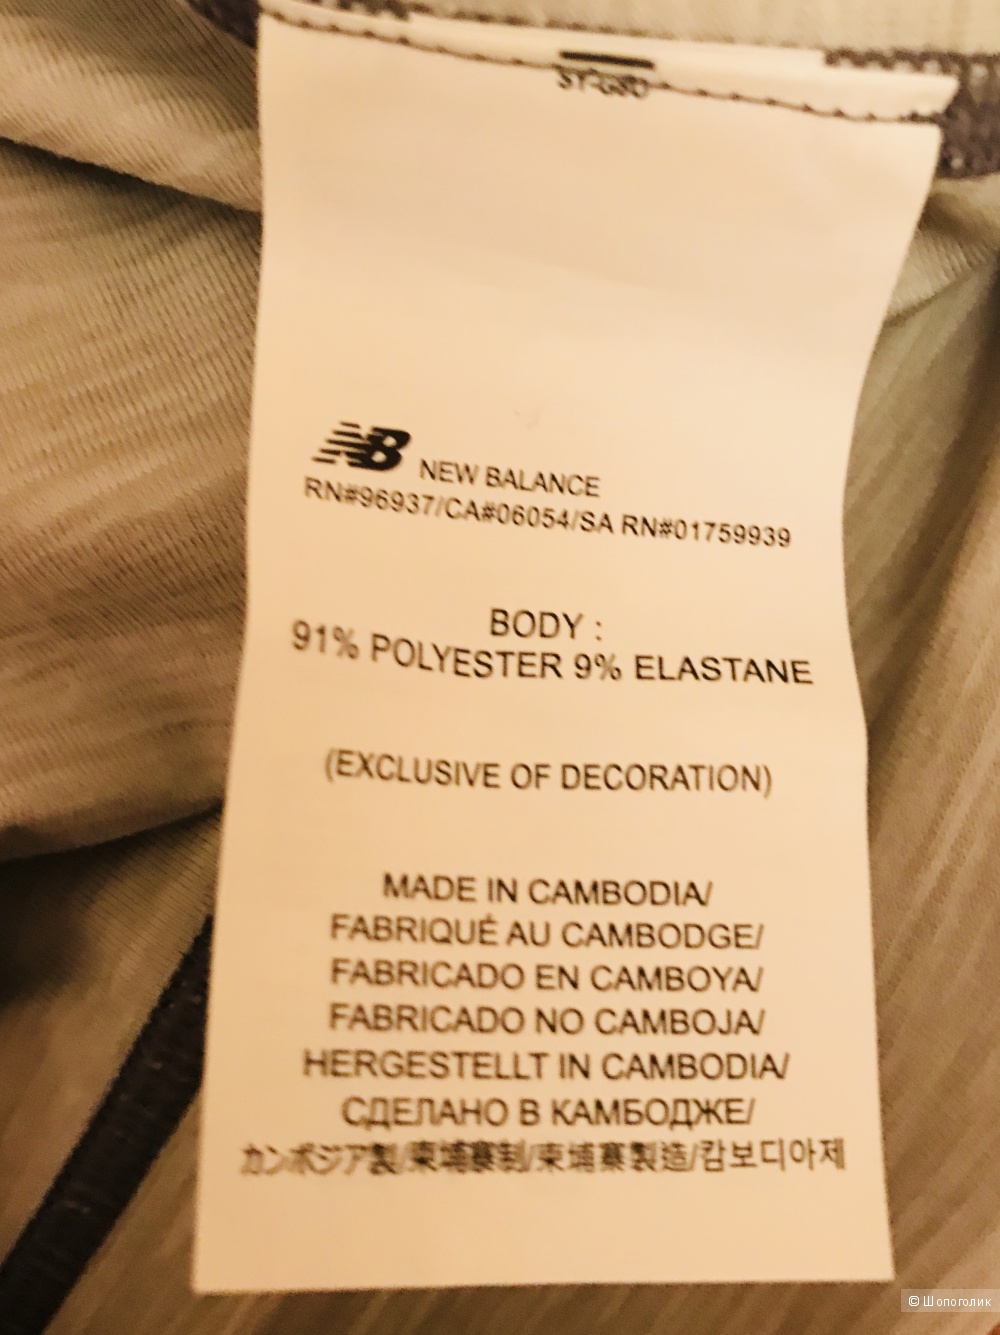 NB NEW BALANCE
RN#96937/CA#06054/SA RN#01759939
BODY :
91% POLYESTER 9% ELASTANE
(EXCLUSIVE OF DECORATION)
MADE IN CAMBODIA/
FABRIQUÉ AU CAMBODGE/
FABRICADO EN CAMBOYA/
FABRICADO NO CAMBOJA/
HERGESTELLT IN CAMBODIA/
СДЕЛАНО В КАМБОДЖЕ/
カンボジア製/柬埔寨制/柬埔寨製造/캄보디아제
© Шопоголик